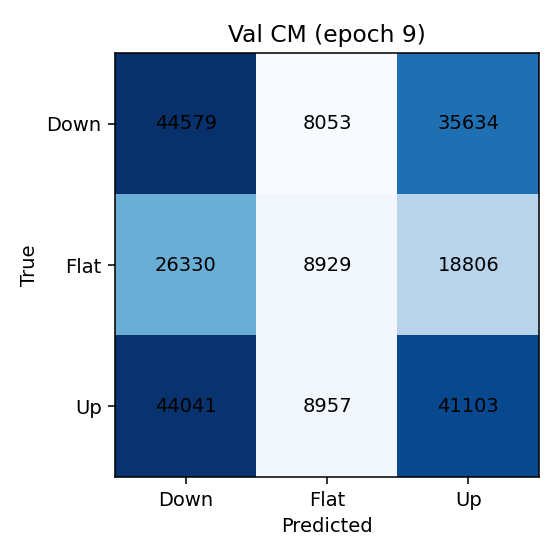 Val CM (epoch 9)
True
Down 44579 8053 35634
Flat 26330 8929 18806
Up 44041 8957 41103
Down Flat Up
Predicted